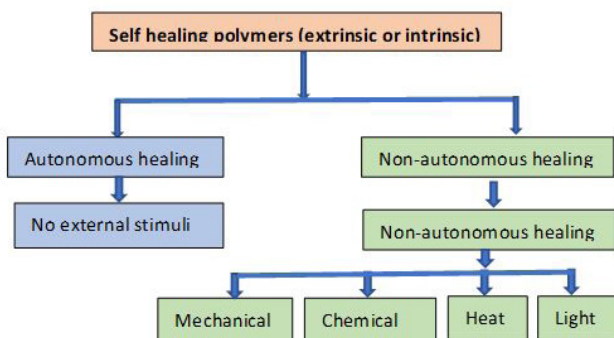 Self healing polymers (extrinsic or intrinsic)
Autonomous healing
Non-autonomous healing
No external stimuli
Non-autonomous healing
Mechanical
Chemical
Heat
Light